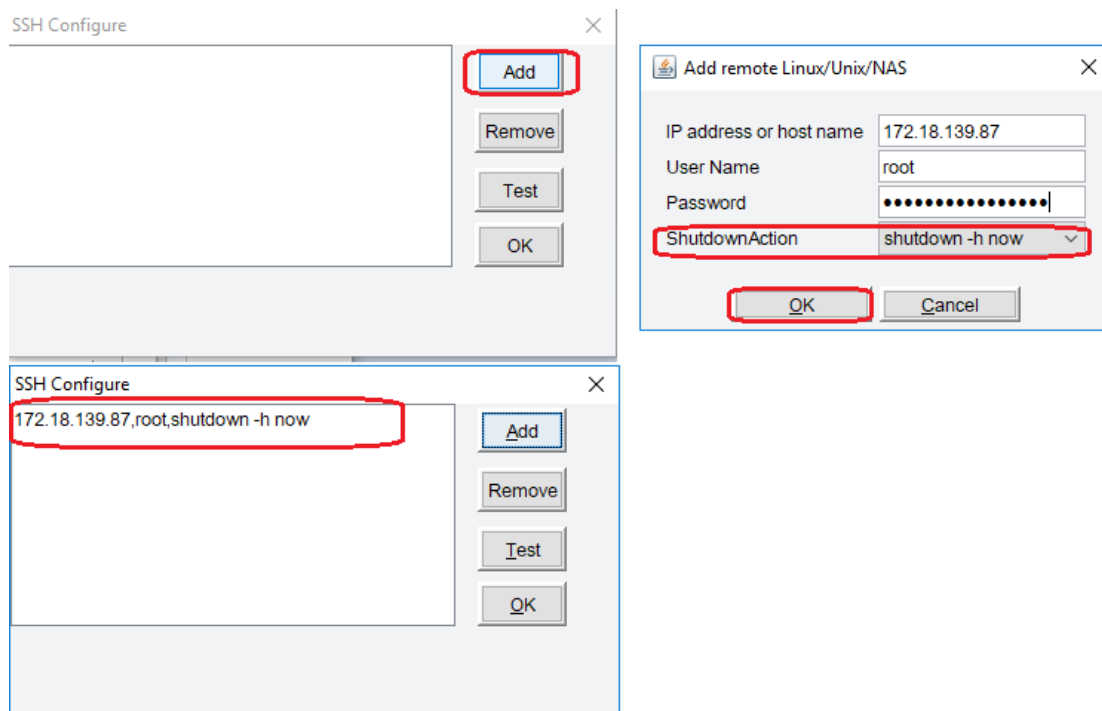 SSH Configure
Add
Remove
Test
OK
Add remote Linux/Unix/NAS
IP address or host name 172.18.139.87
User Name root
Password ●●●●●●●●●●●●●●●●
ShutdownAction shutdown -h now
OK Cancel
SSH Configure
172.18.139.87,root,shutdown -h now
Add
Remove
Test
OK